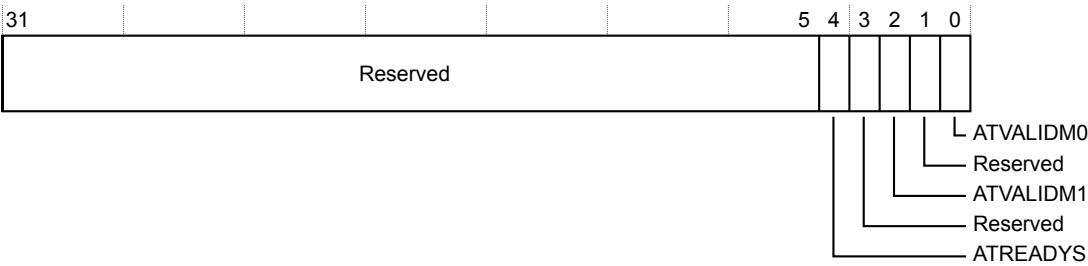 31 5 4 3 2 1 0
Reserved
ATVALIDM0
Reserved
ATVALIDM1
Reserved
ATREADYS